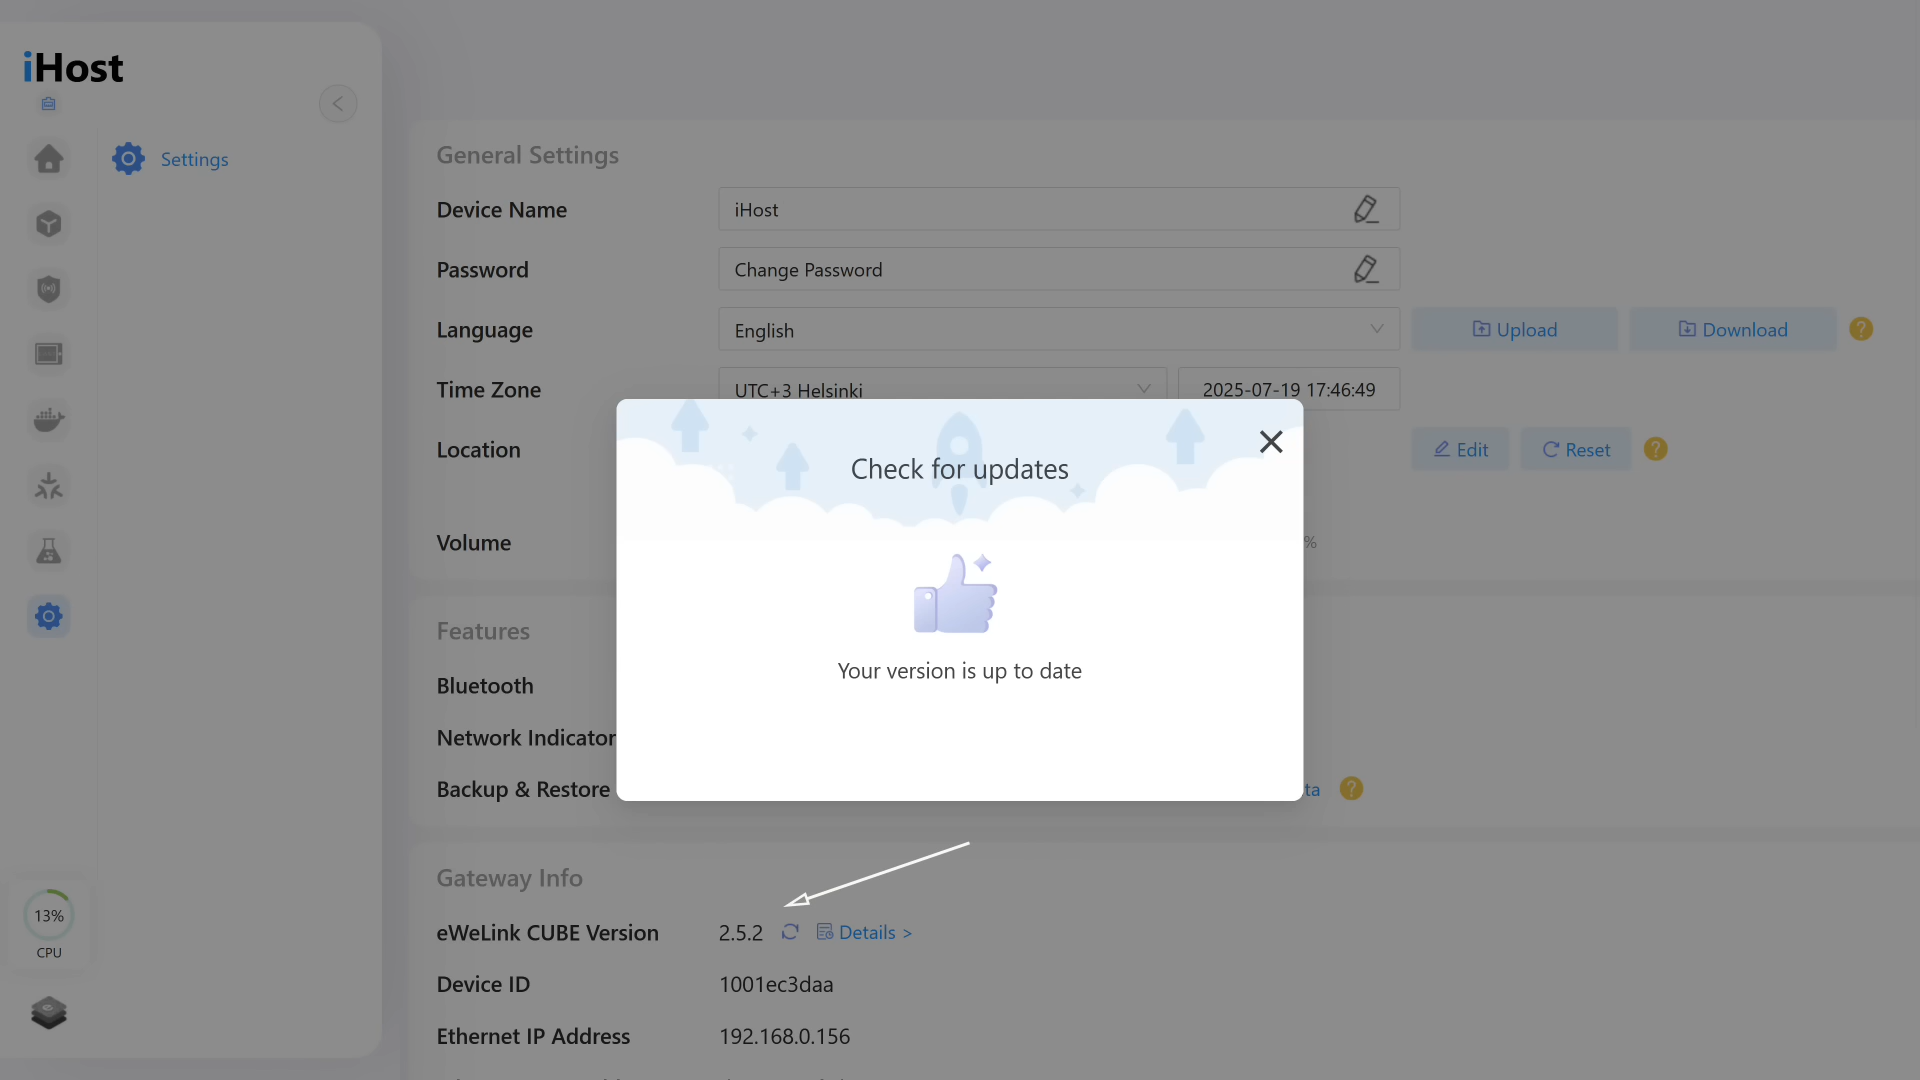 iHost
Settings
General Settings
Device Name
iHost
Password
Change Password
Language
English
Upload
Download
?
Time Zone
UTC+3 Helsinki
2025-07-19 17:46:49
Location
Edit
Reset
?
Check for updates
Volume
%
Your version is up to date
Features
Bluetooth
Network Indicator
Backup & Restore
ta
?
Gateway Info
eWeLink CUBE Version
2.5.2
Details >
Device ID
1001ec3daa
Ethernet IP Address
192.168.0.156
13%
CPU